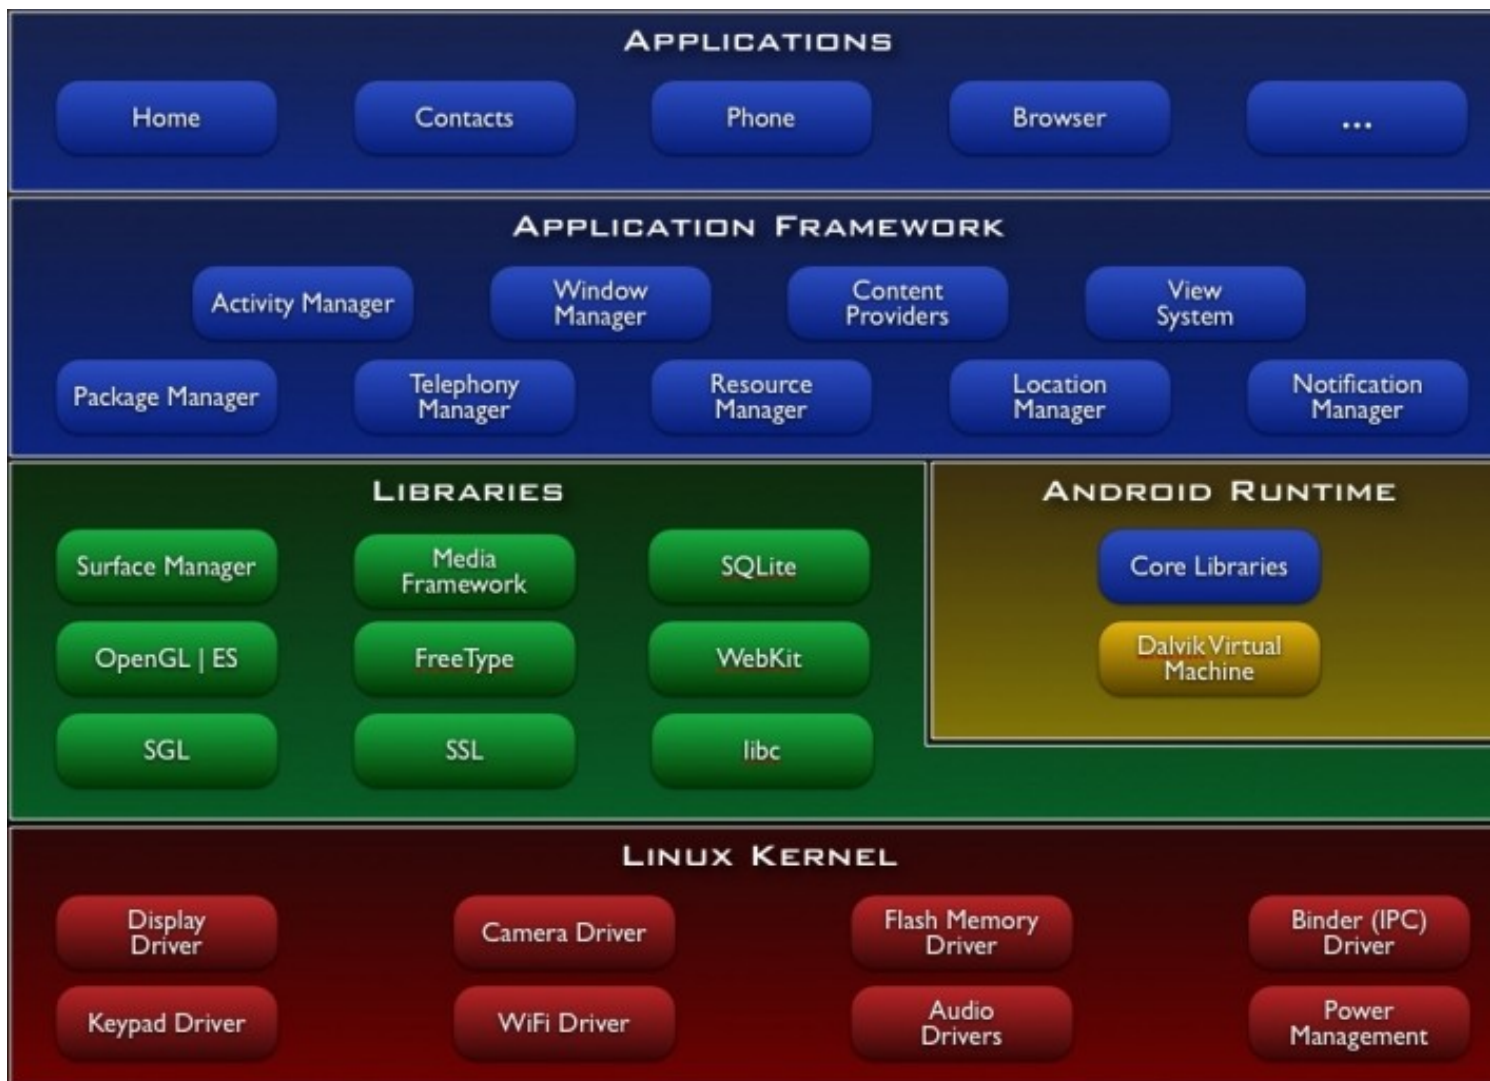 APPLICATIONS
Home
Contacts
Phone
Browser
...
APPLICATION FRAMEWORK
Activity Manager
Window
Manager
Content
Providers
View
System
Package Manager
Telephony
Manager
Resource
Manager
Location
Manager
Notification
Manager
LIBRARIES
Surface Manager
Media
Framework
SQLite
OpenGL | ES
FreeType
WebKit
SGL
SSL
libc
ANDROID RUNTIME
Core Libraries
Dalvik Virtual
Machine
LINUX KERNEL
Display
Driver
Camera Driver
Flash Memory
Driver
Binder (IPC)
Driver
Keypad Driver
WiFi Driver
Audio
Drivers
Power
Management